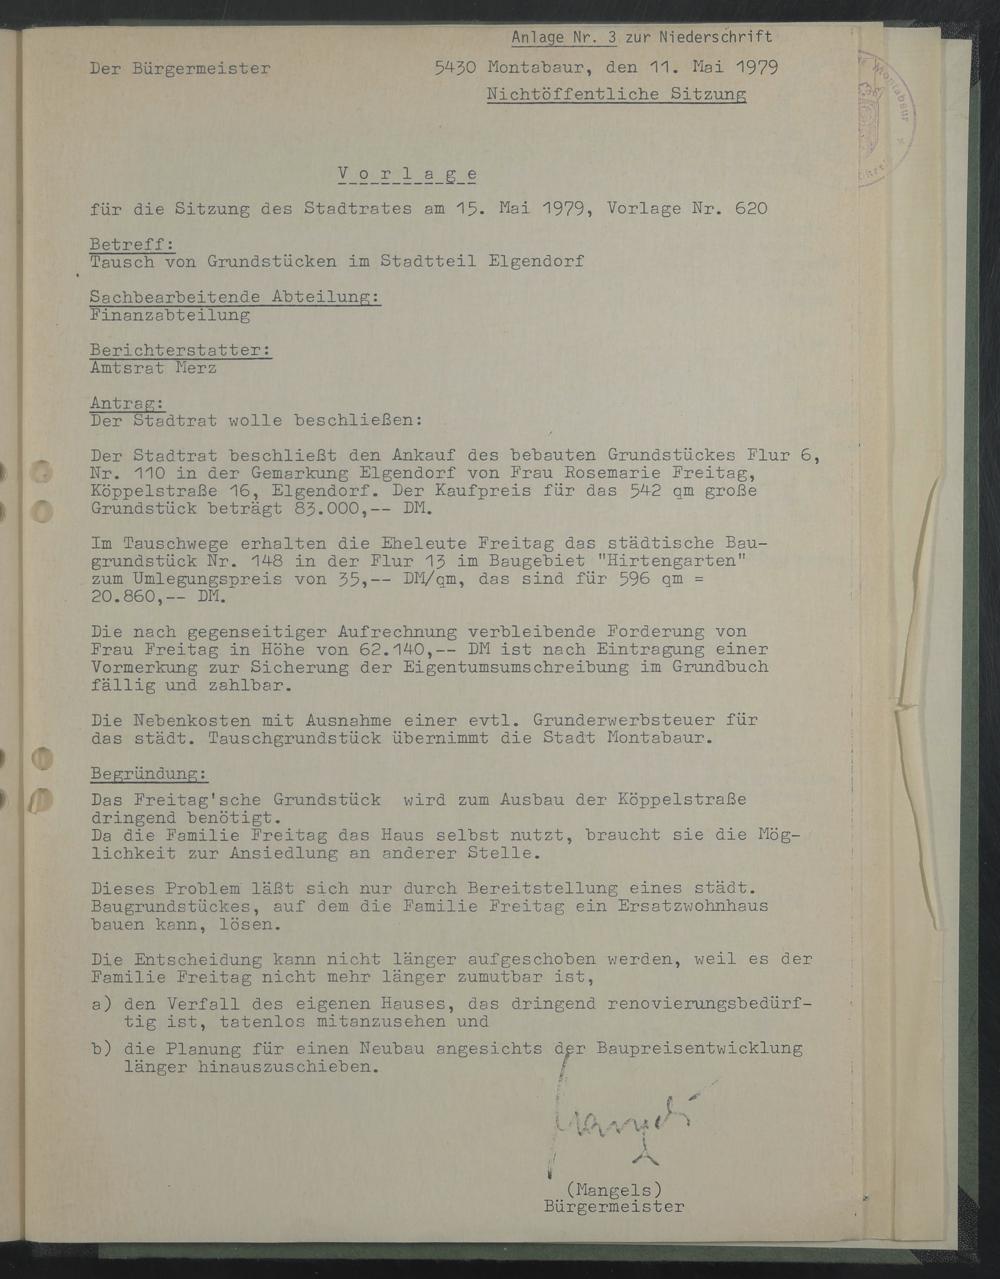 Anlage Nr. 3 zur Niederschrift
Der Bürgermeister
5430 Montabaur, den 11. Mai 1979
Nichtöffentliche Sitzung
Montabaur
Vorlage
für die Sitzung des Stadtrates am 15. Mai 1979, Vorlage Nr. 620
Betreff:
Tausch von Grundstücken im Stadtteil Elgendorf
Sachbearbeitende Abteilung:
Finanzabteilung
Berichterstatter:
Amtsrat Merz
Antrag:
Der Stadtrat wolle beschließen:
Der Stadtrat beschließt den Ankauf des bebauten Grundstückes Flur 6,
Nr. 110 in der Gemarkung Elgendorf von Frau Rosemarie Freitag,
Köppelstraße 16, Elgendorf. Der Kaufpreis für das 542 qm große
Grundstück beträgt 83.000,-- DM.
Im Tauschwege erhalten die Eheleute Freitag das städtische Bau-
grundstück Nr. 148 in der Flur 13 im Baugebiet "Hirtengarten"
zum Umlegungspreis von 35,-- DM/qm, das sind für 596 qm =
20.860,-- DM.
Die nach gegenseitiger Aufrechnung verbleibende Forderung von
Frau Freitag in Höhe von 62.140,-- DM ist nach Eintragung einer
Vormerkung zur Sicherung der Eigentumsumschreibung im Grundbuch
fällig und zahlbar.
Die Nebenkosten mit Ausnahme einer evtl. Grunderwerbsteuer für
das städt. Tauschgrundstück übernimmt die Stadt Montabaur.
Begründung:
Das Freitag'sche Grundstück wird zum Ausbau der Köppelstraße
dringend benötigt.
Da die Familie Freitag das Haus selbst nutzt, braucht sie die Mög-
lichkeit zur Ansiedlung an anderer Stelle.
Dieses Problem läßt sich nur durch Bereitstellung eines städt.
Baugrundstückes, auf dem die Familie Freitag ein Ersatzwohnhaus
bauen kann, lösen.
Die Entscheidung kann nicht länger aufgeschoben werden, weil es der
Familie Freitag nicht mehr länger zumutbar ist,
a) den Verfall des eigenen Hauses, das dringend renovierungsbedürf-
tig ist, tatenlos mitanzusehen und
b) die Planung für einen Neubau angesichts der Baupreisentwicklung
länger hinauszuschieben.
(Mangels)
Bürgermeister